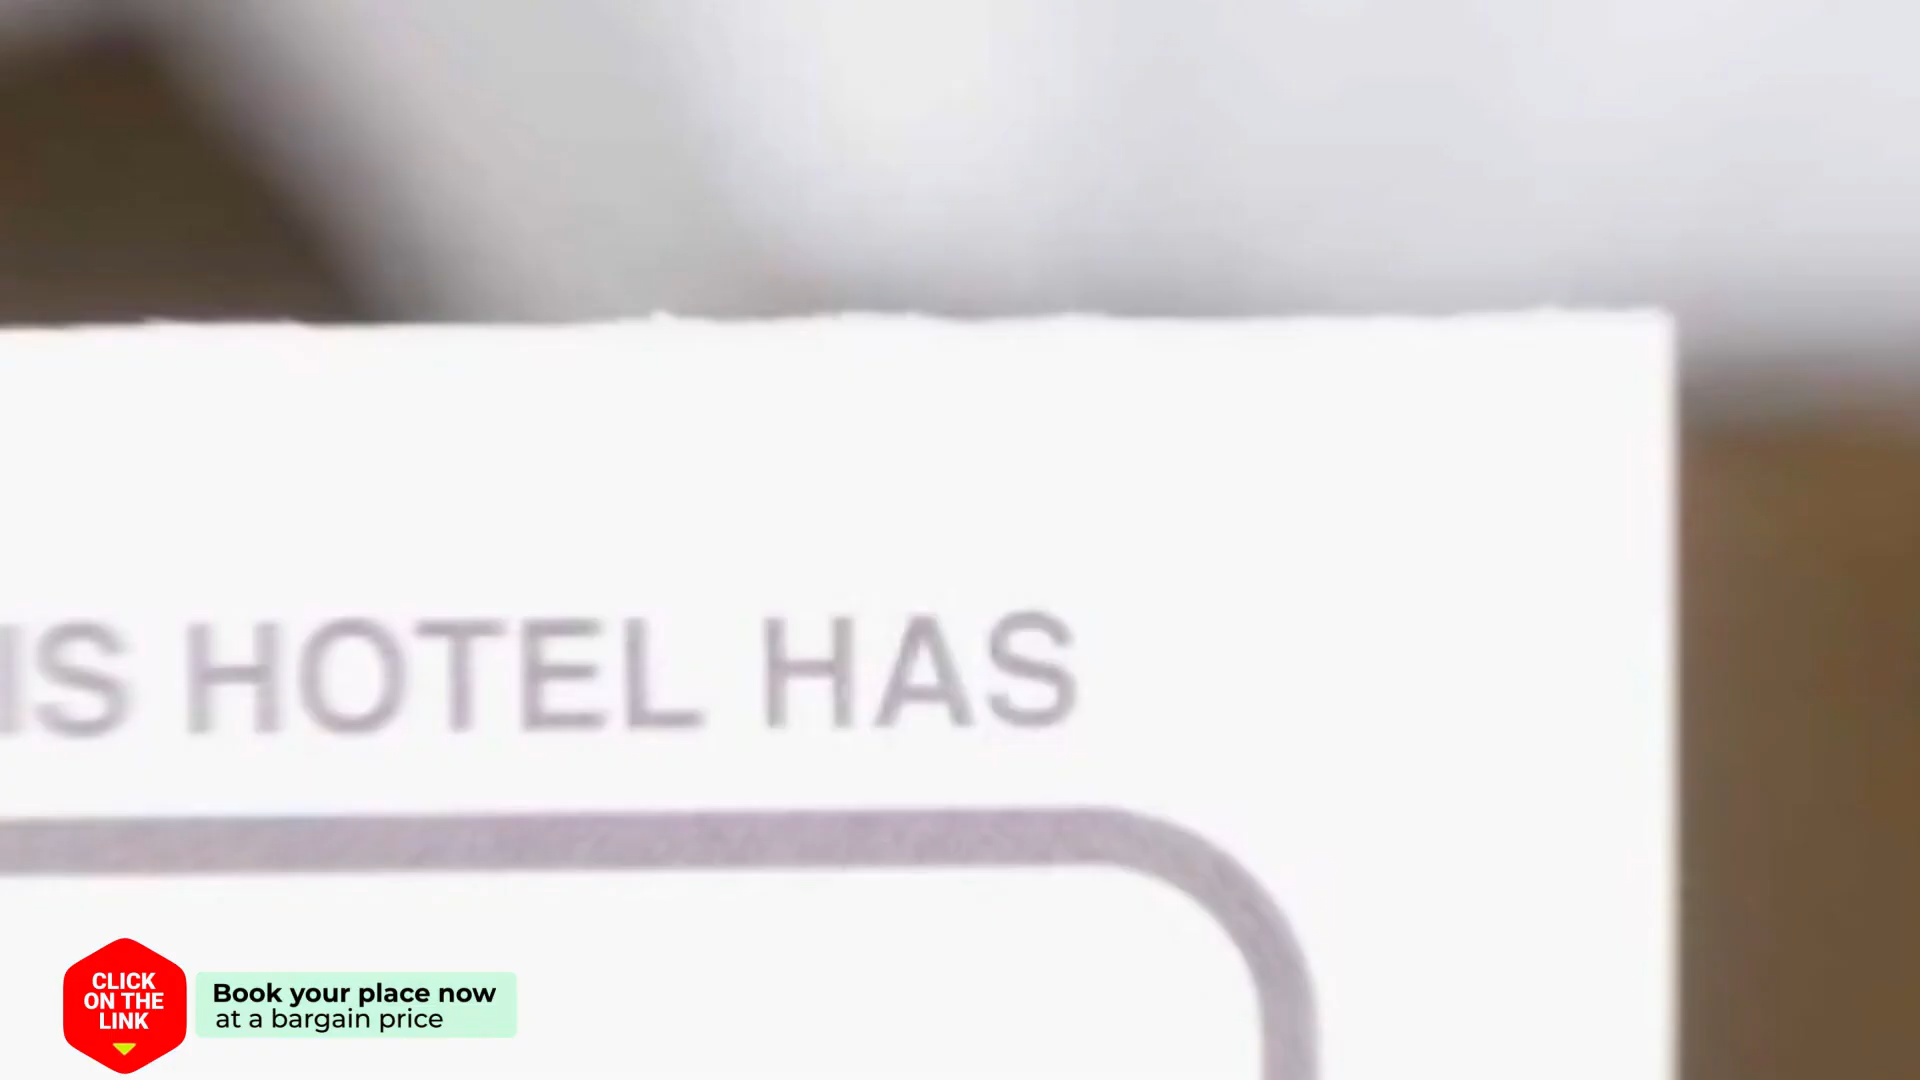 IS HOTEL HAS
CLICK
ON THE
LINK
Book your place now
at a bargain price